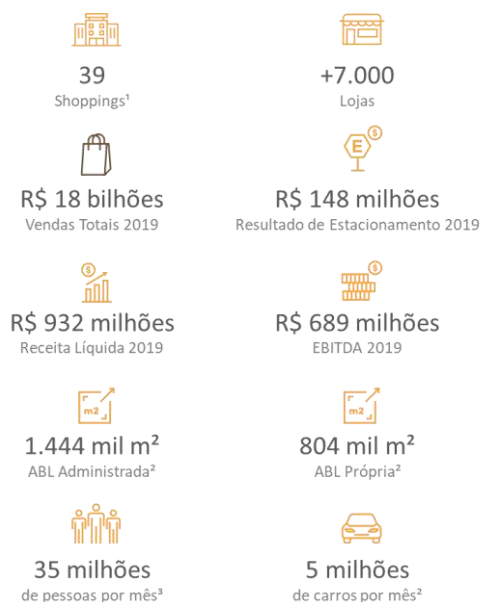 39
Shoppings¹
+7.000
Lojas
R$ 18 bilhões
Vendas Totais 2019
E
$
R$ 148 milhões
Resultado de Estacionamento 2019
$
R$ 932 milhões
Receita Líquida 2019
$
R$ 689 milhões
EBITDA 2019
m2
1.444 mil m²
ABL Administrada²
m2
804 mil m²
ABL Própria²
35 milhões
de pessoas por mês³
5 milhões
de carros por mês²